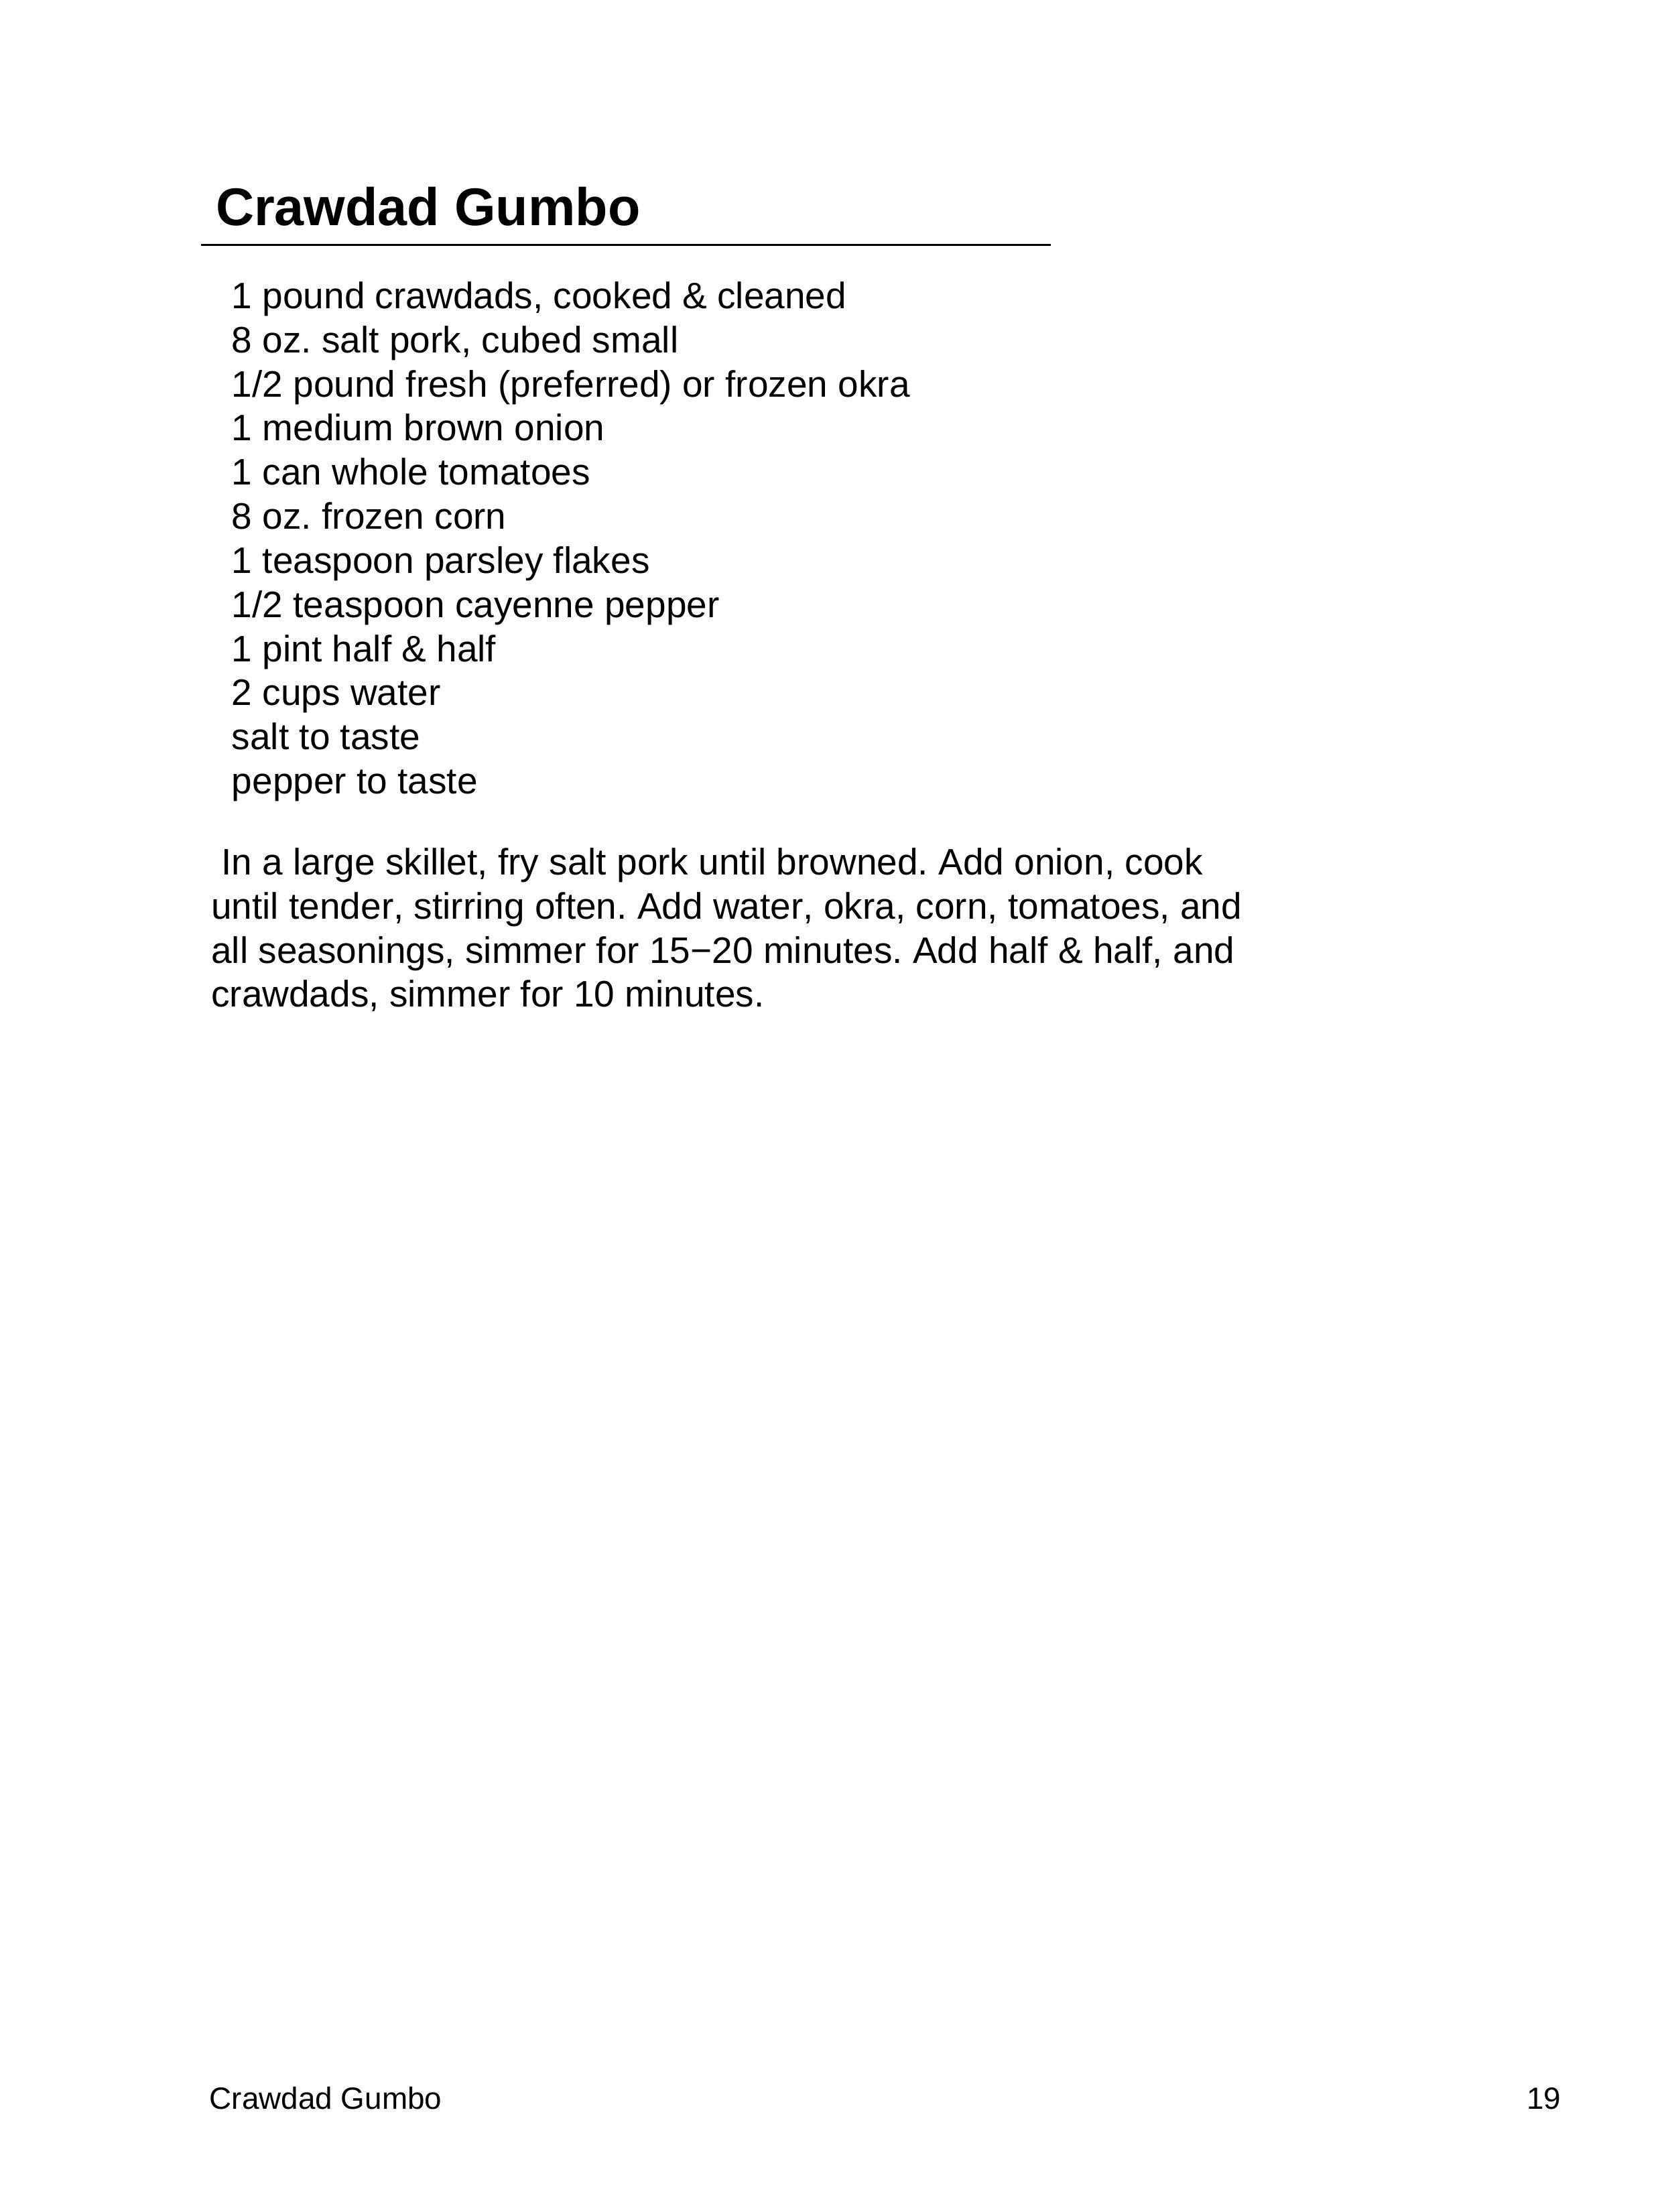 Crawdad Gumbo
1 pound crawdads, cooked & cleaned
8 oz. salt pork, cubed small
1/2 pound fresh (preferred) or frozen okra
1 medium brown onion
1 can whole tomatoes
8 oz. frozen corn
1 teaspoon parsley flakes
1/2 teaspoon cayenne pepper
1 pint half & half
2 cups water
salt to taste
pepper to taste
In a large skillet, fry salt pork until browned. Add onion, cook
until tender, stirring often. Add water, okra, corn, tomatoes, and
all seasonings, simmer for 15−20 minutes. Add half & half, and
crawdads, simmer for 10 minutes.
Crawdad Gumbo 19